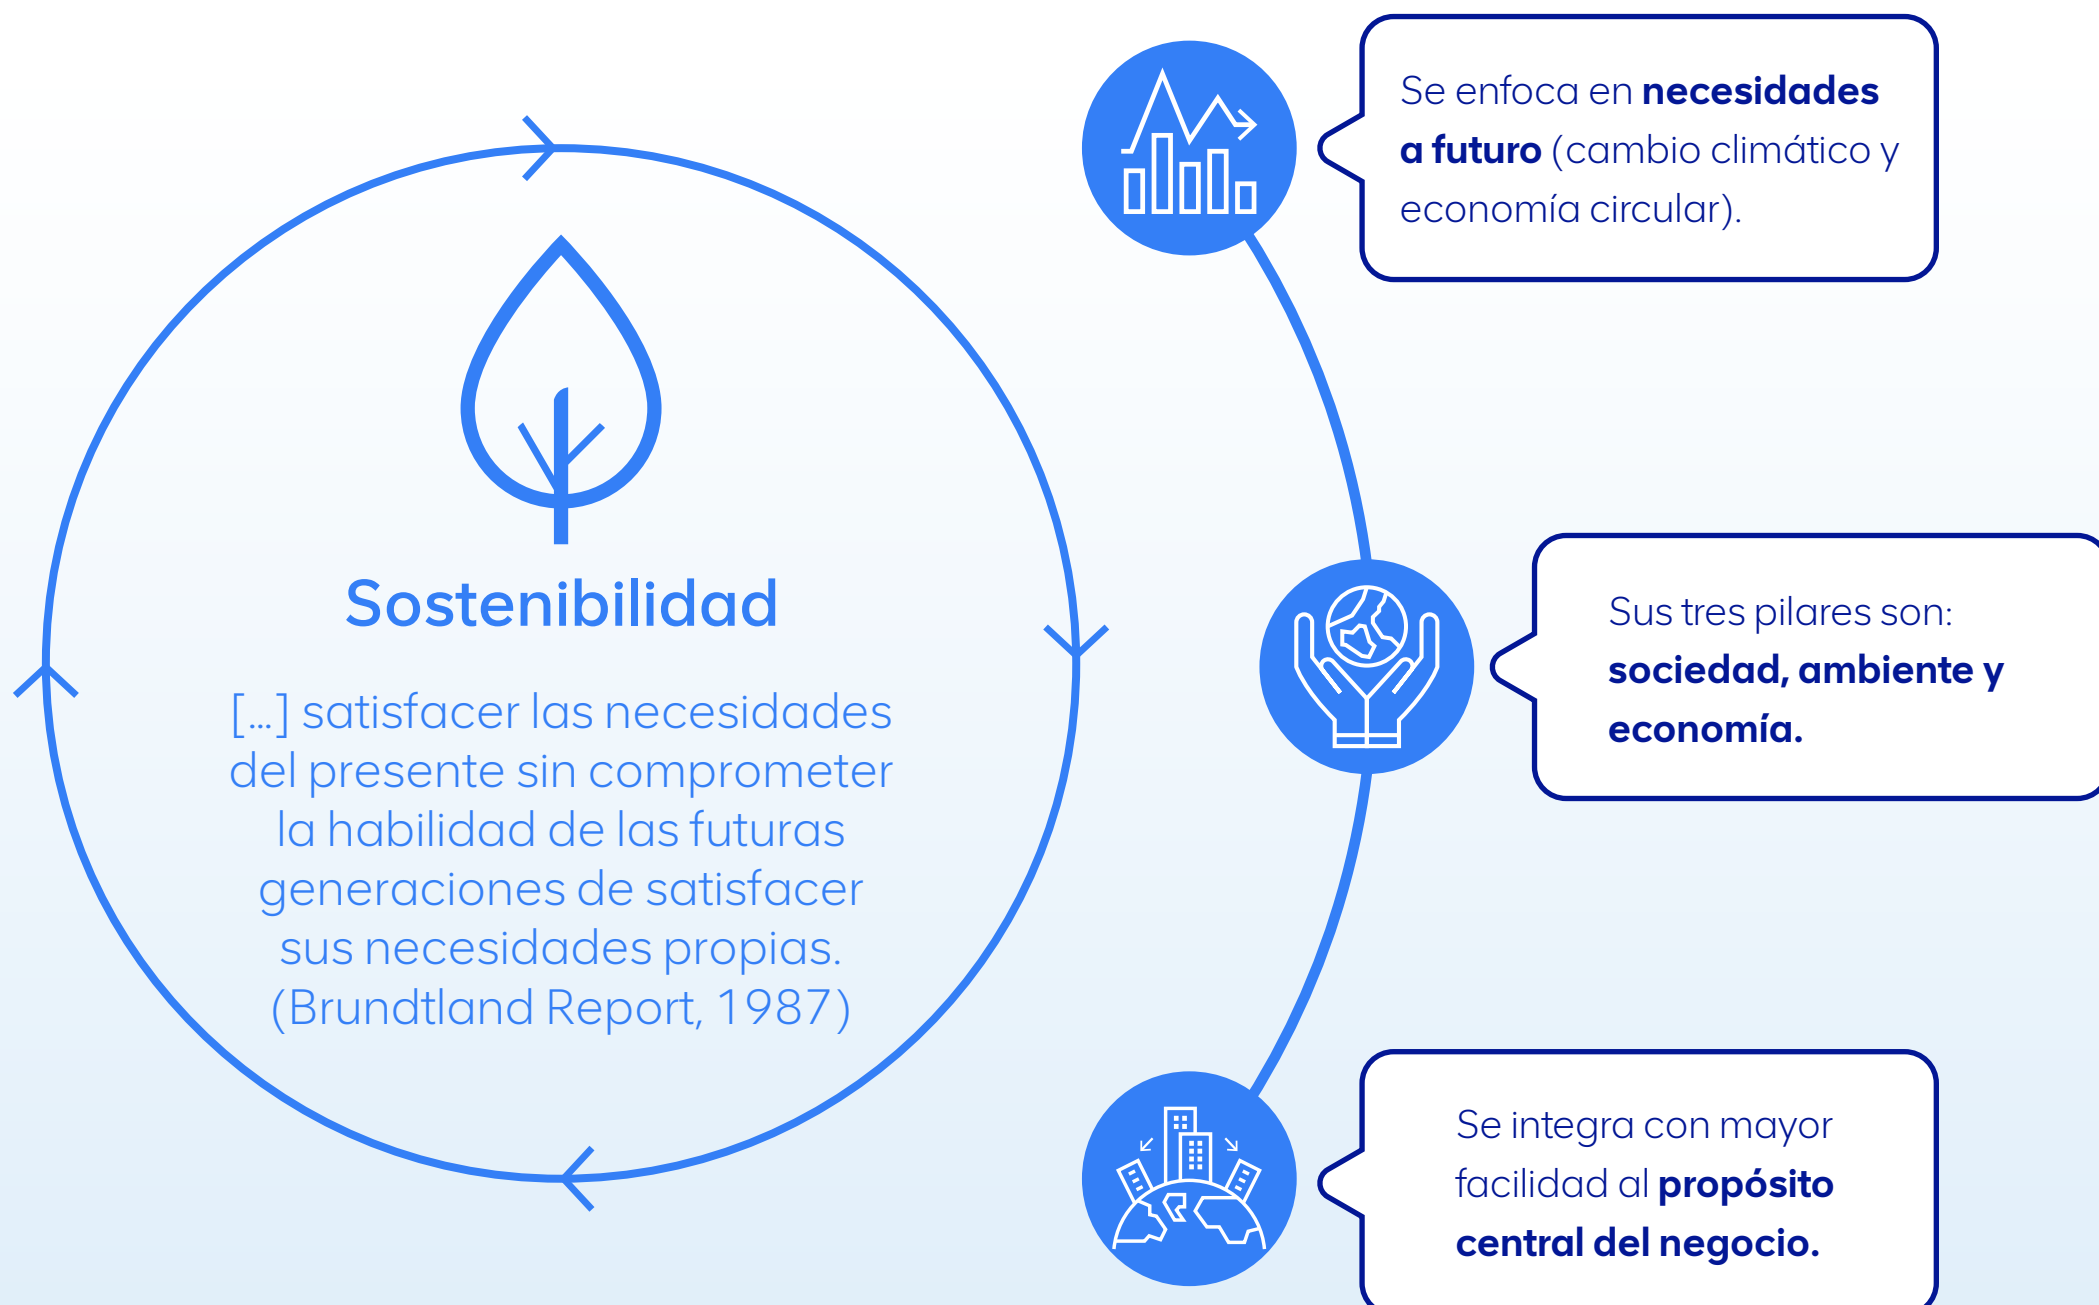 Sostenibilidad
[...] satisfacer las necesidades
del presente sin comprometer
la habilidad de las futuras
generaciones de satisfacer
sus necesidades propias.
(Brundtland Report, 1987)
Se enfoca en necesidades
a futuro (cambio climático y
economía circular).
Sus tres pilares son:
sociedad, ambiente y
economía.
Se integra con mayor
facilidad al propósito
central del negocio.